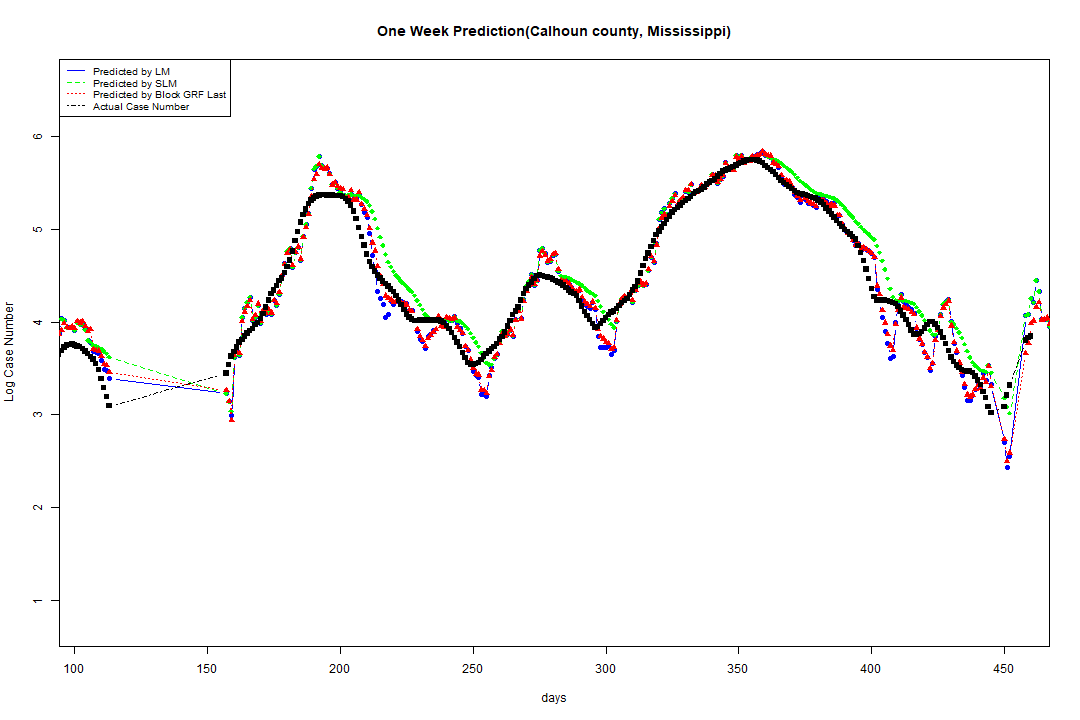 One Week Prediction(Calhoun county, Mississippi)
Predicted by LM
Predicted by SLM
Predicted by Block GRF Last
Actual Case Number
Log Case Number
6
5
4
3
2
1
100 150 200 250 300 350 400 450
days